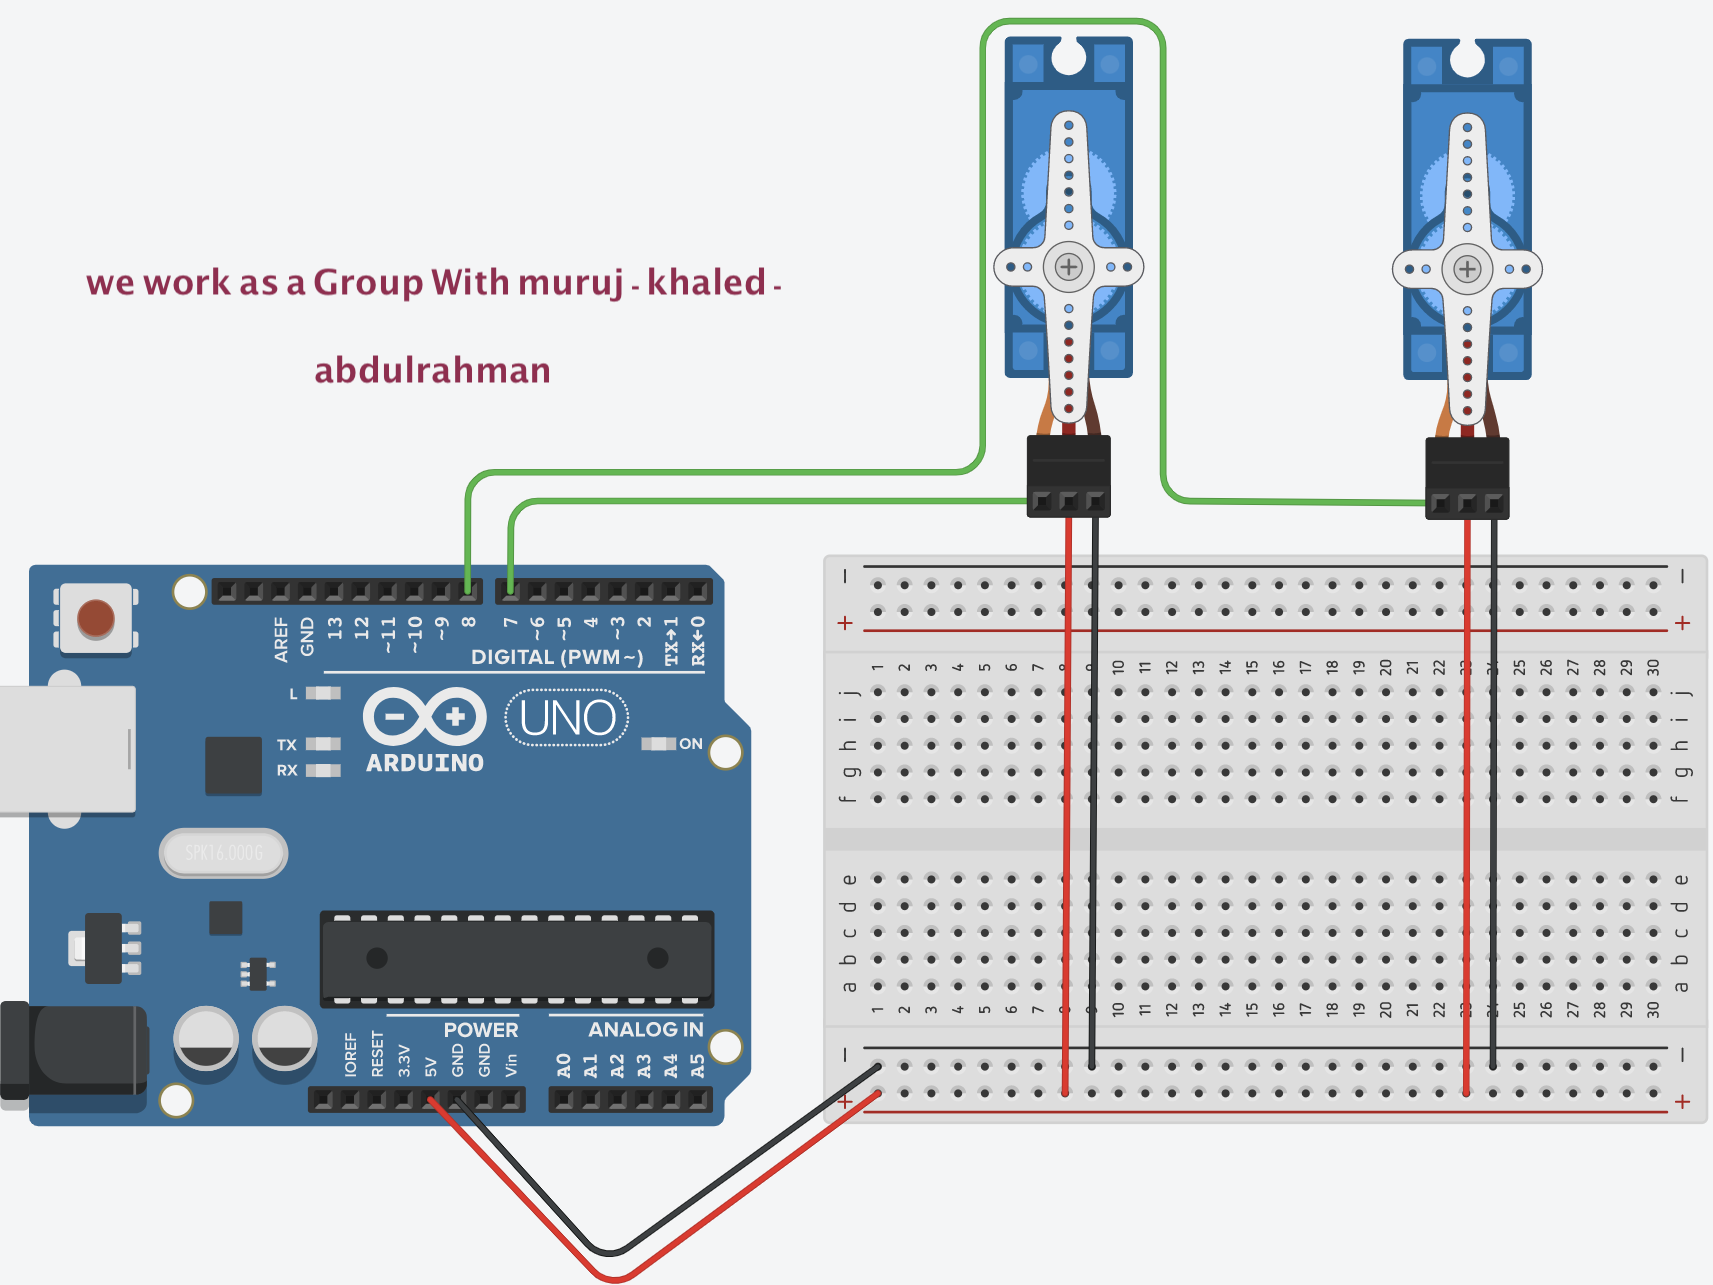 we work as a Group With muruj - khaled -
abdulrahman
AREF GND 13 12 ~11 ~10 ~9 8 7 ~6 ~5 4 ~3 2 TX→1 RX←0
DIGITAL (PWM ~)
L
TX
RX
ARDUINO
UNO
ON
SPK16.000G
POWER
ANALOG IN
IOREF RESET 3.3V 5V GND GND Vin A0 A1 A2 A3 A4 A5
− −
+ +
1 2 3 4 5 6 7 8 9 10 11 12 13 14 15 16 17 18 19 20 21 22 23 24 25 26 27 28 29 30
j j
i i
h h
g g
f f
e e
d d
c c
b b
a a
1 2 3 4 5 6 7 8 9 10 11 12 13 14 15 16 17 18 19 20 21 22 23 24 25 26 27 28 29 30
− −
+ +